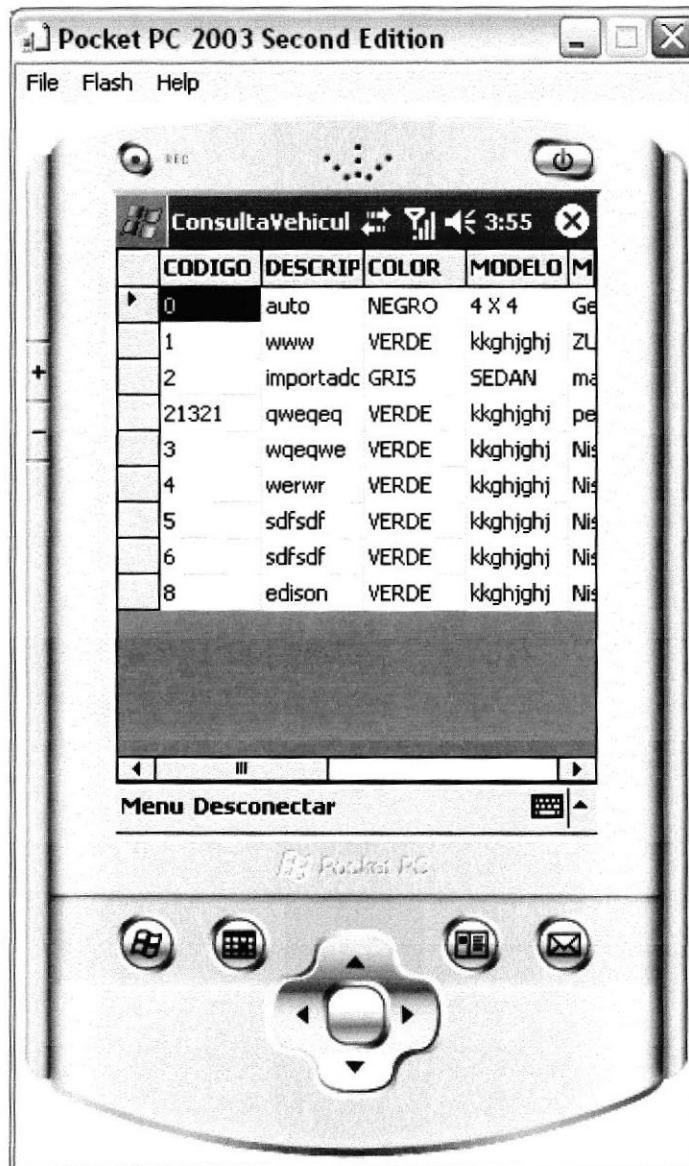 Pocket PC 2003 Second Edition
File Flash Help
REC
ConsultaVehicul 3:55
CODIGO DESCRIP COLOR MODELO M
0 auto NEGRO 4 X 4 Ge
1 www VERDE kkghjghj ZU
2 importadc GRIS SEDAN ma
21321 qweqeq VERDE kkghjghj pe
3 wqeqwe VERDE kkghjghj Nis
4 werwr VERDE kkghjghj Nis
5 sdfsdf VERDE kkghjghj Nis
6 sdfsdf VERDE kkghjghj Nis
8 edison VERDE kkghjghj Nis
Menu Desconectar
Pocket PC